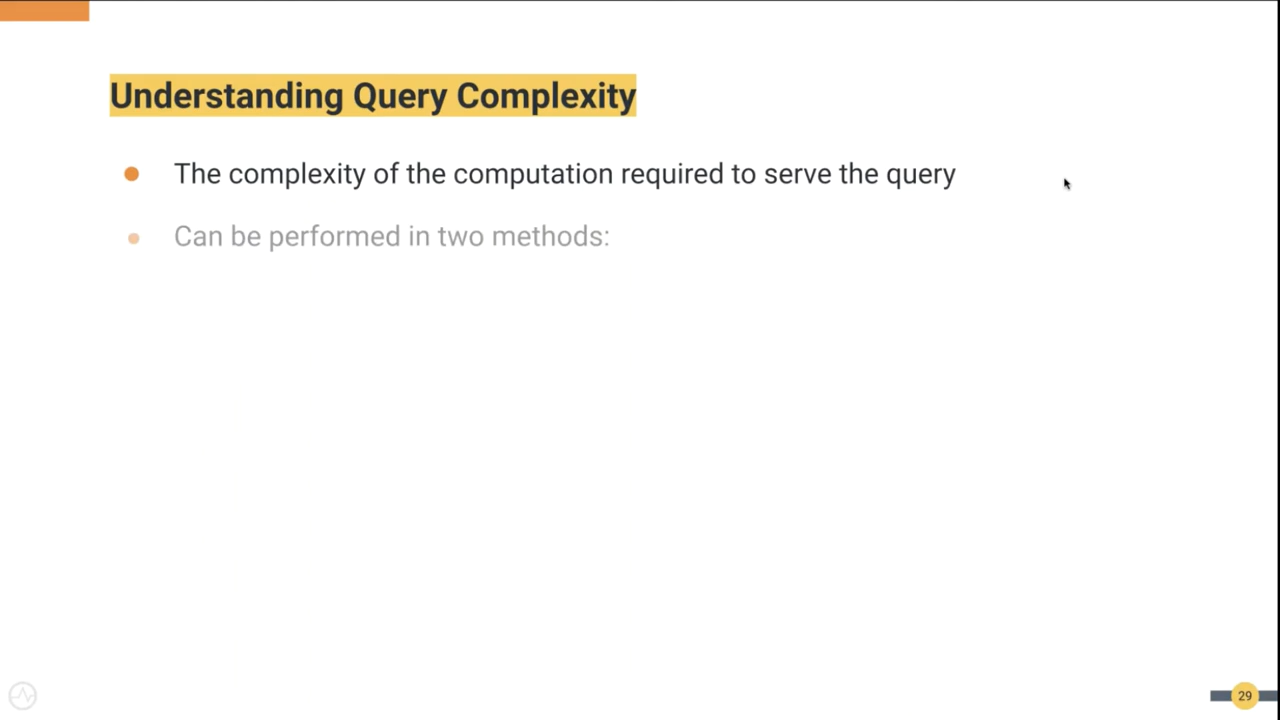 Understanding Query Complexity
The complexity of the computation required to serve the query
Can be performed in two methods:
29